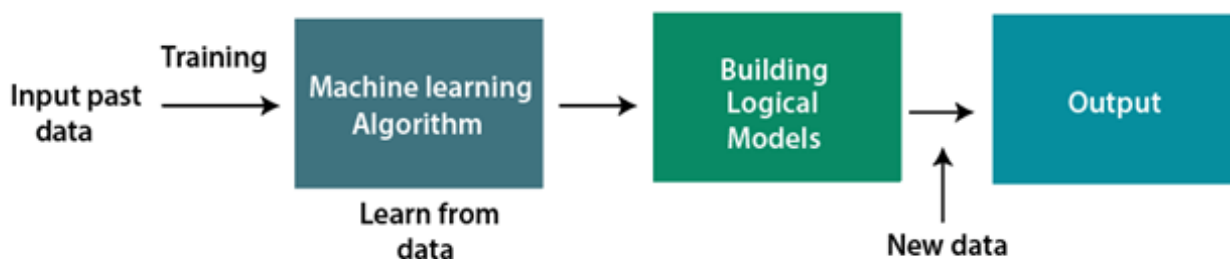 Training
Input past
data
Machine learning
Algorithm
Learn from
data
Building
Logical
Models
New data
Output